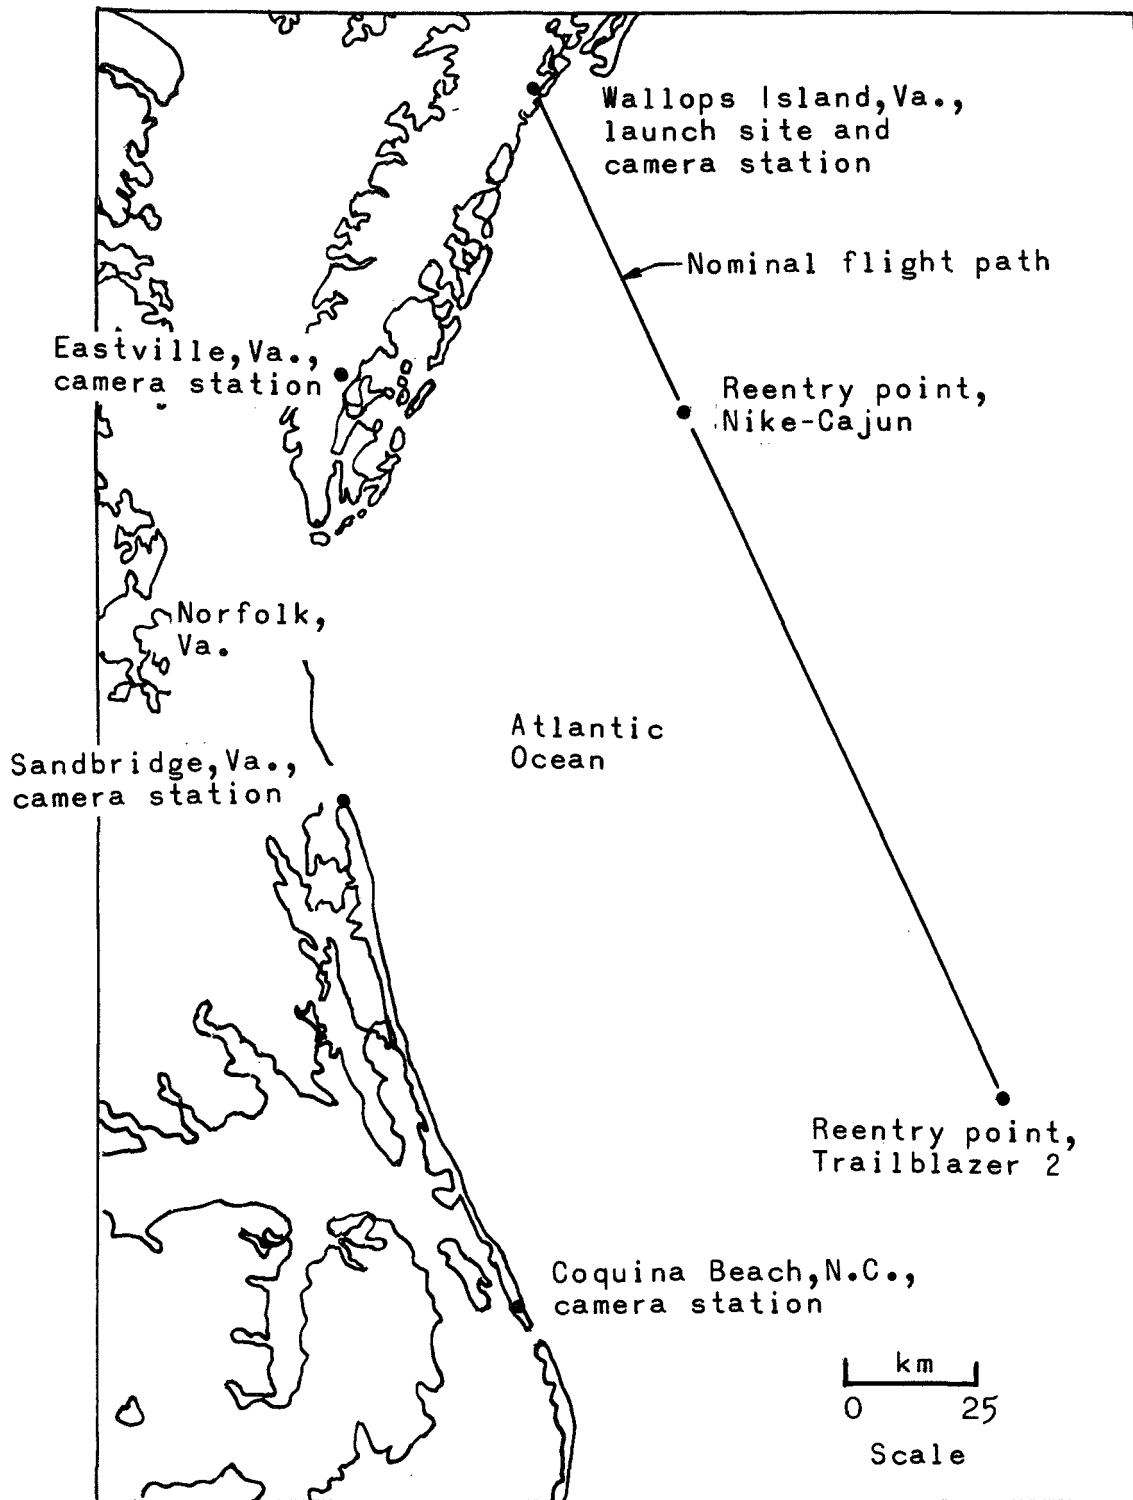 Wallops Island, Va.,
launch site and
camera station
Nominal flight path
Eastville, Va.,
camera station
Reentry point,
Nike-Cajun
Norfolk,
Va.
Atlantic
Ocean
Sandbridge, Va.,
camera station
Reentry point,
Trailblazer 2
Coquina Beach, N.C.,
camera station
km
0 25
Scale